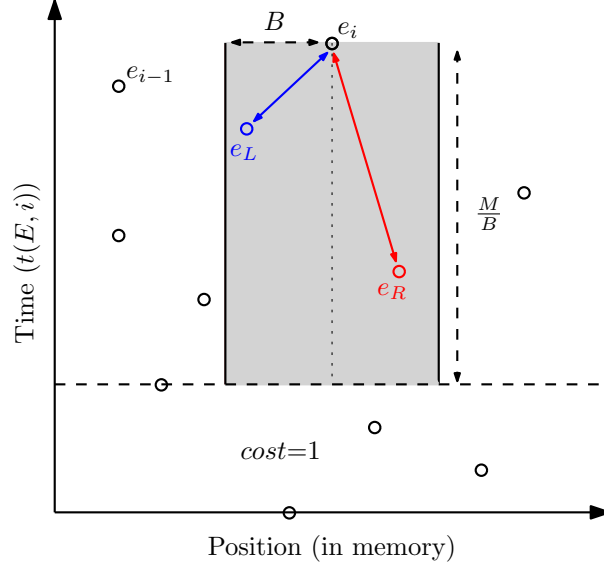 B
e_i
e_{i−1}
e_L
M/B
e_R
Time (t(E, i))
cost=1
Position (in memory)